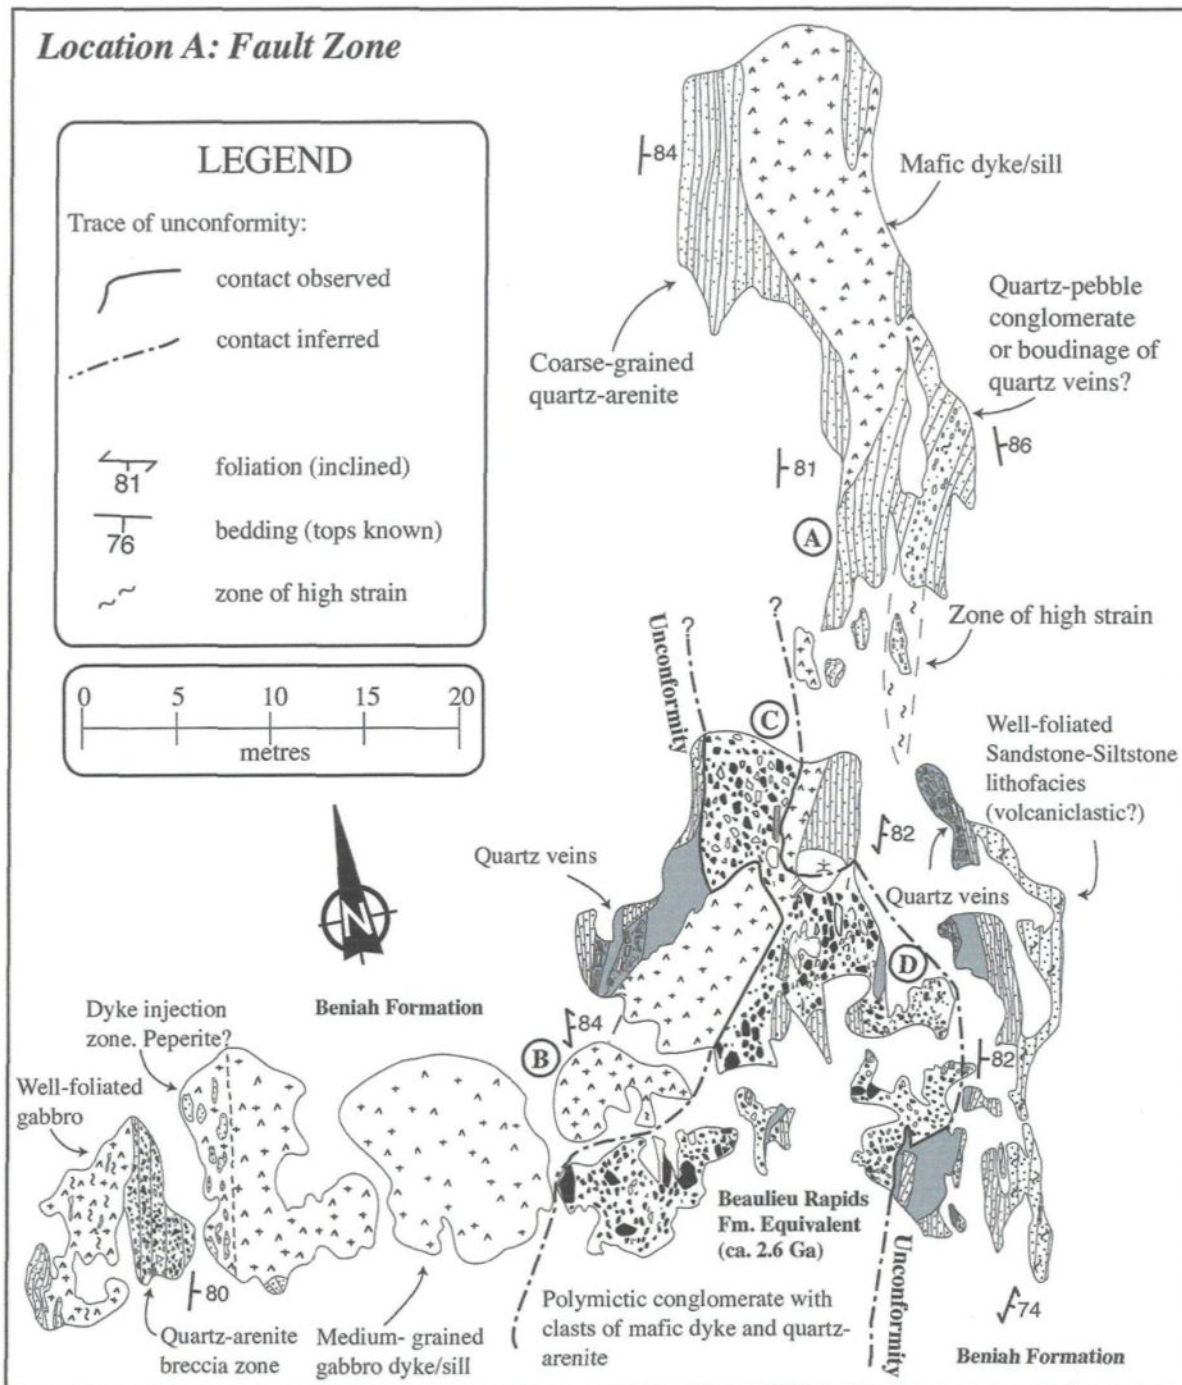 Location A: Fault Zone
LEGEND
Trace of unconformity:
contact observed
contact inferred
81
foliation (inclined)
76
bedding (tops known)
zone of high strain
0 5 10 15 20
metres
84
Mafic dyke/sill
Coarse-grained
quartz-arenite
Quartz-pebble
conglomerate
or boudinage of
quartz veins?
86
81
A
Zone of high strain
?
?
Unconformity
C
Well-foliated
Sandstone-Siltstone
lithofacies
(volcaniclastic?)
82
Quartz veins
Quartz veins
N
D
Beniah Formation
Dyke injection
zone. Peperite?
84
B
82
Well-foliated
gabbro
80
Quartz-arenite
breccia zone
Medium- grained
gabbro dyke/sill
Beaulieu Rapids
Fm. Equivalent
(ca. 2.6 Ga)
Polymictic conglomerate with
clasts of mafic dyke and quartz-
arenite
Unconformity
74
Beniah Formation